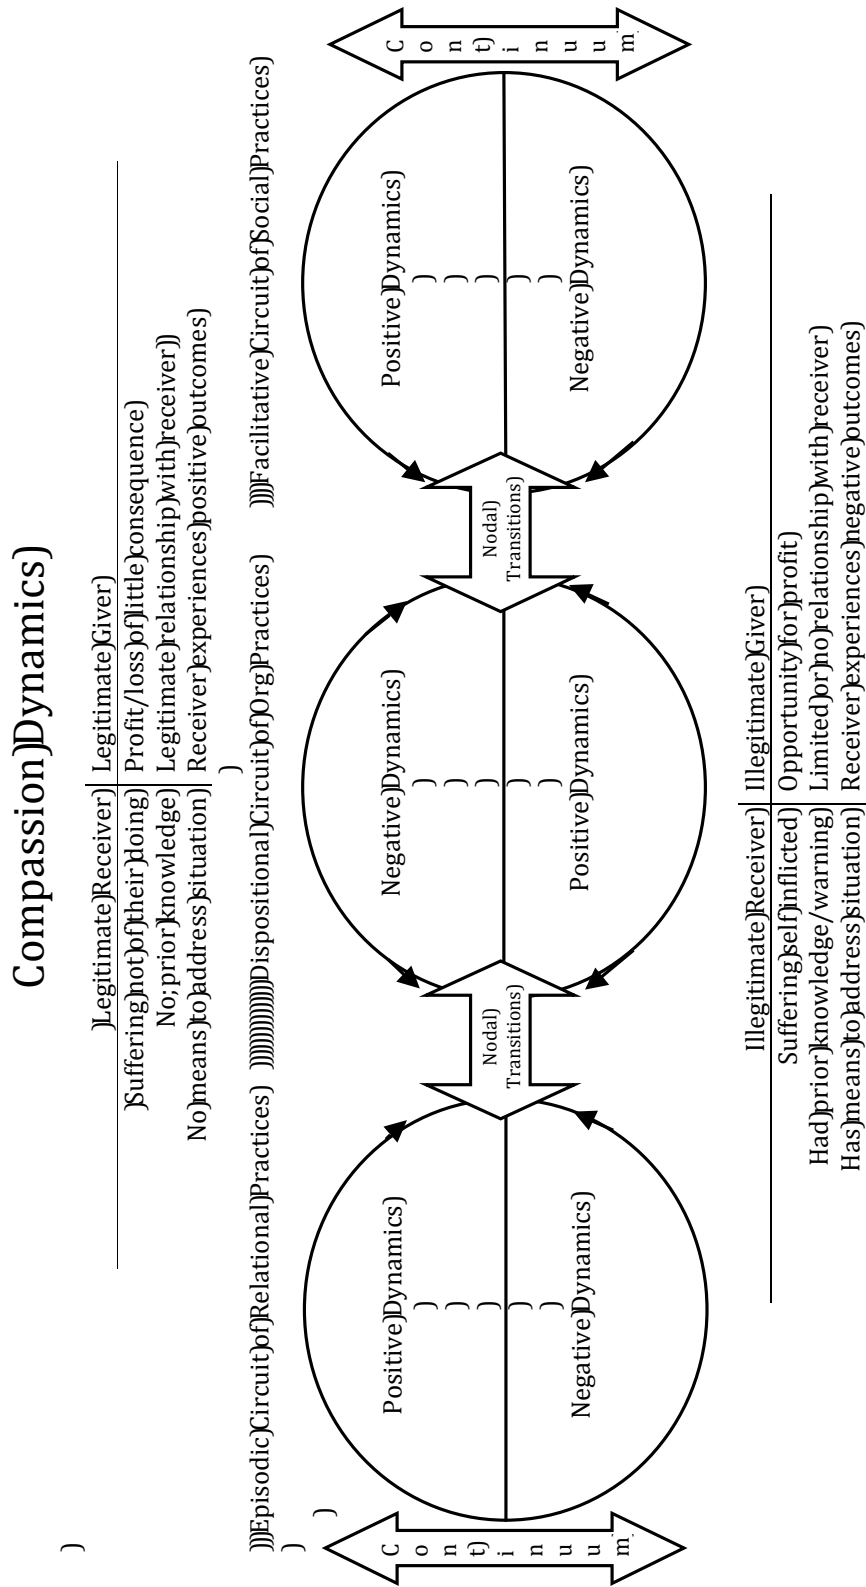 Compassion)Dynamics)
)Legitimate)Receiver) Legitimate)Giver)
)Suffering)not)of)their)doing) Profit/loss)of)little)consequence)
No;prior)knowledge) Legitimate)relationship)with)receiver))
No)means)to)address)situation) Receiver)experiences)positive)outcomes)
)))Episodic)Circuit)of)Relational)Practices) )))))))))))))Dispositional)Circuit)of)Org)Practices) ))))Facilitative)Circuit)of)Social)Practices)
Cont)inuum
Positive)Dynamics)
Negative)Dynamics)
Nodal)
Transitions)
Negative)Dynamics)
Positive)Dynamics)
Nodal)
Transitions)
Positive)Dynamics)
Negative)Dynamics)
Cont)inuum
Illegitimate)Receiver) Illegitimate)Giver)
Suffering)self)inflicted) Opportunity)for)profit)
Had)prior)knowledge/warning) Limited)or)no)relationship)with)receiver)
Has)means)to)address)situation) Receiver)experiences)negative)outcomes)